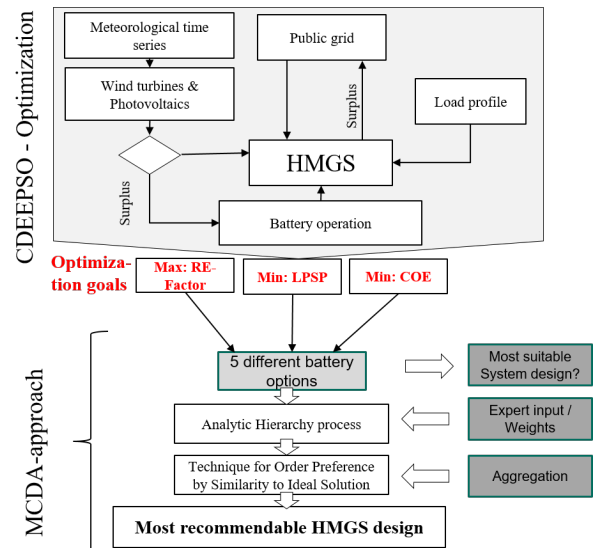 CDEEPSO - Optimization
Meteorological time
series
Public grid
Wind turbines &
Photovoltaics
Load profile
Surplus
HMGS
Surplus
Battery operation
Optimiza-
tion goals
Max: RE-
Factor
Min: LPSP
Min: COE
MCDA-approach
5 different battery
options
Most suitable
System design?
Analytic Hierarchy process
Expert input /
Weights
Technique for Order Preference
by Similarity to Ideal Solution
Aggregation
Most recommendable HMGS design